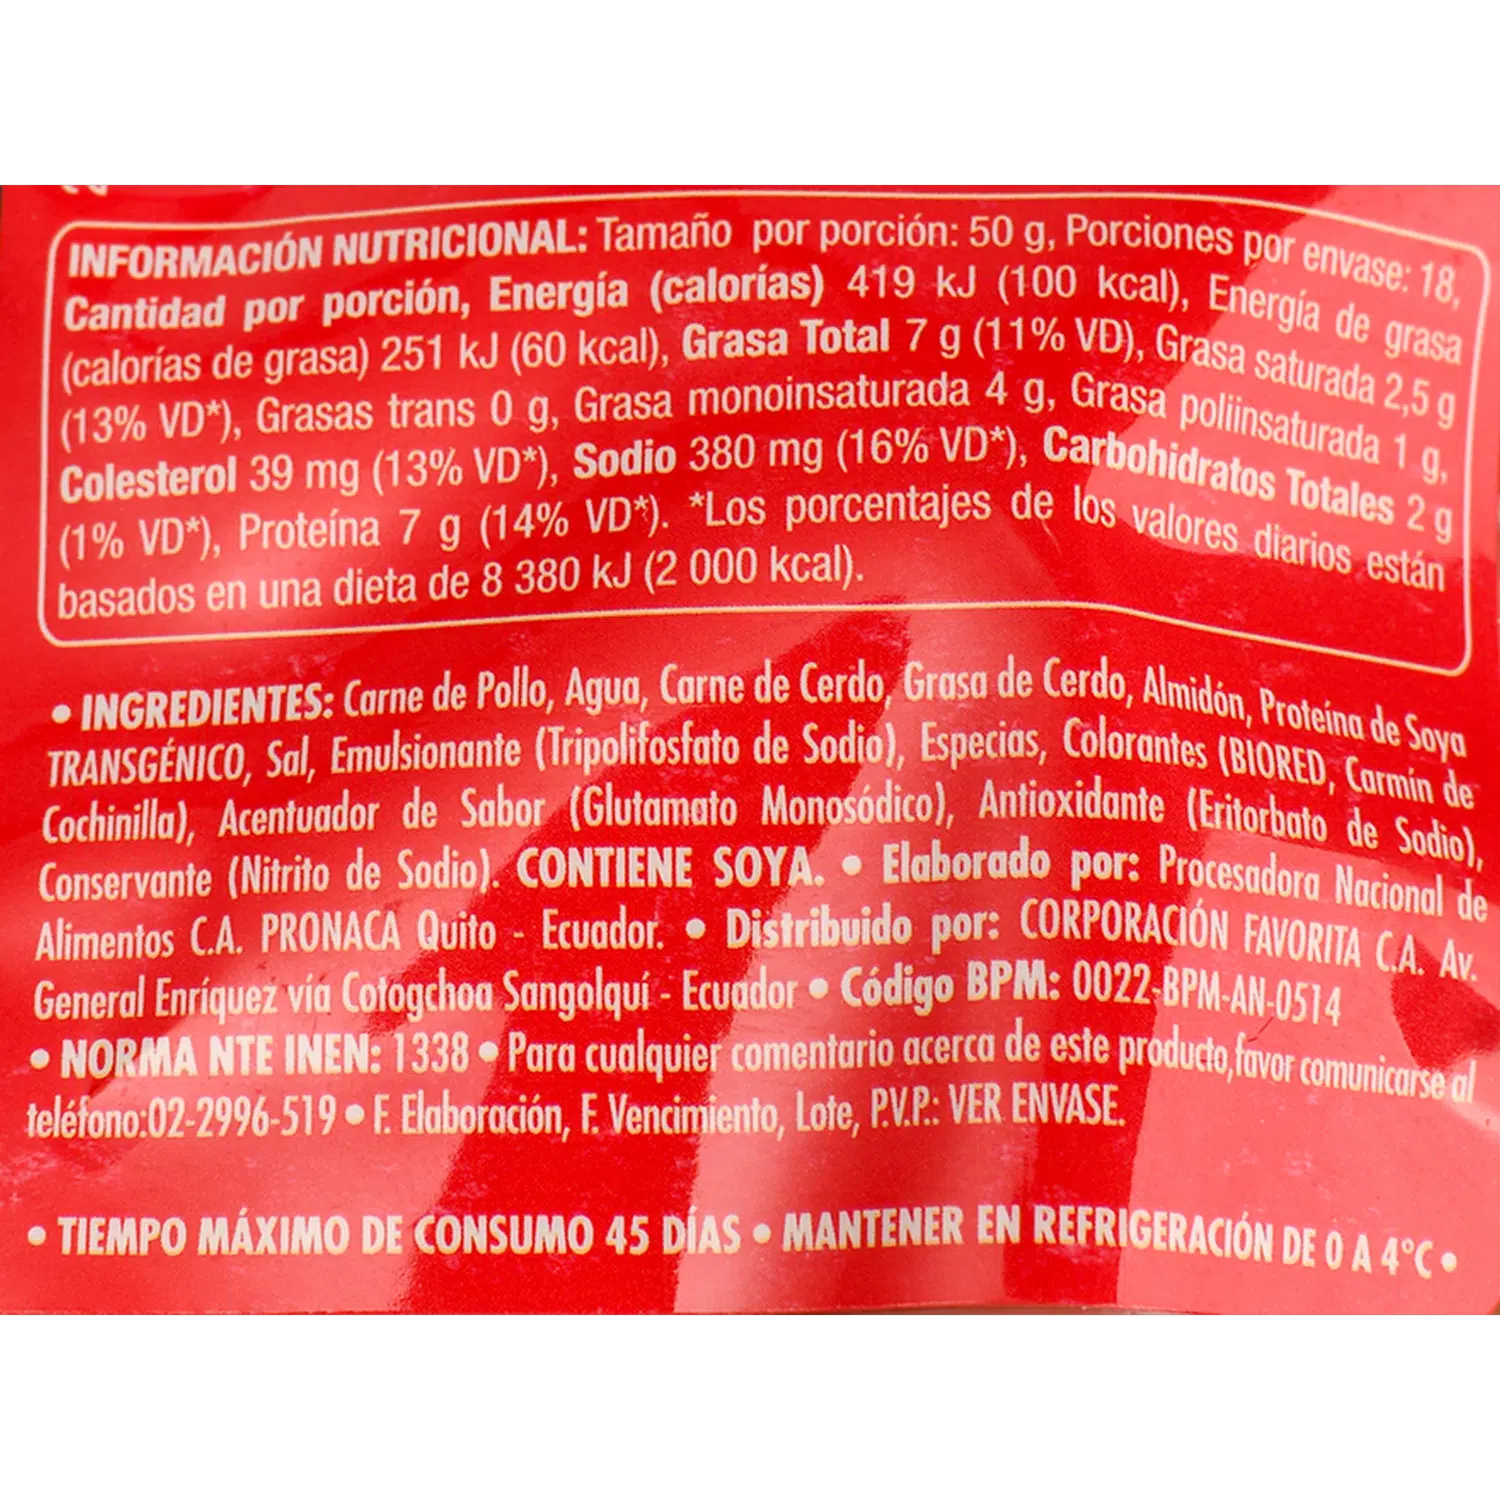 INFORMACIÓN NUTRICIONAL: Tamaño por porción: 50 g, Porciones por envase: 18,
Cantidad por porción, Energía (calorías) 419 kJ (100 kcal), Energía de grasa
(calorías de grasa) 251 kJ (60 kcal), Grasa Total 7 g (11% VD), Grasa saturada 2,5 g
(13% VD*), Grasas trans 0 g, Grasa monoinsaturada 4 g, Grasa poliinsaturada 1 g,
Colesterol 39 mg (13% VD*), Sodio 380 mg (16% VD*), Carbohidratos Totales 2 g
(1% VD*), Proteína 7 g (14% VD*). *Los porcentajes de los valores diarios están
basados en una dieta de 8 380 kJ (2 000 kcal).
• INGREDIENTES: Carne de Pollo, Agua, Carne de Cerdo, Grasa de Cerdo, Almidón, Proteína de Soya
TRANSGÉNICO, Sal, Emulsionante (Tripolifosfato de Sodio), Especias, Colorantes (BIORED, Carmín de
Cochinilla), Acentuador de Sabor (Glutamato Monosódico), Antioxidante (Eritorbato de Sodio),
Conservante (Nitrito de Sodio). CONTIENE SOYA. • Elaborado por: Procesadora Nacional de
Alimentos C.A. PRONACA Quito - Ecuador. • Distribuido por: CORPORACIÓN FAVORITA C.A. Av.
General Enríquez vía Cotogchoa Sangolquí - Ecuador • Código BPM: 0022-BPM-AN-0514
• NORMA NTE INEN: 1338 • Para cualquier comentario acerca de este producto, favor comunicarse al
teléfono:02-2996-519 • F. Elaboración, F. Vencimiento, Lote, P.V.P.: VER ENVASE.
• TIEMPO MÁXIMO DE CONSUMO 45 DÍAS • MANTENER EN REFRIGERACIÓN DE 0 A 4°C •